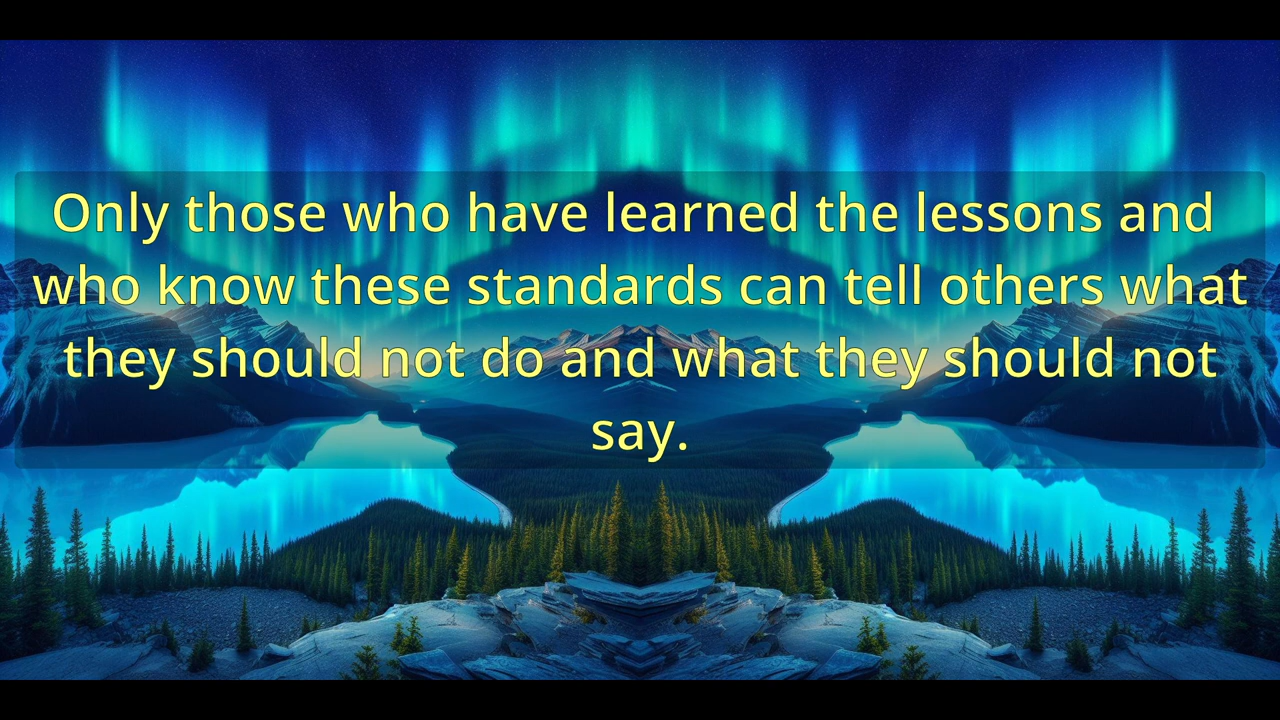 Only those who have learned the lessons and
who know these standards can tell others what
they should not do and what they should not
say.